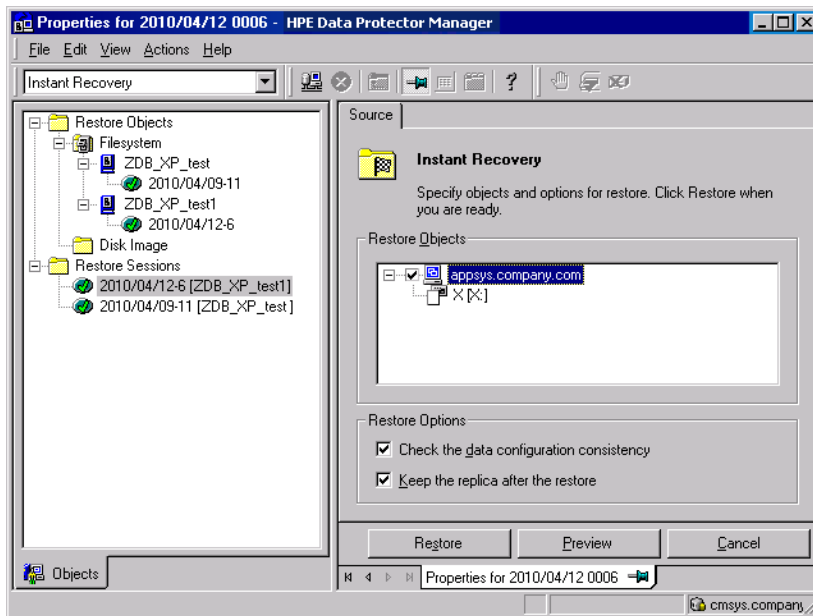 Properties for 2010/04/12 0006 - HPE Data Protector Manager
File Edit View Actions Help
Instant Recovery
Restore Objects
Filesystem
ZDB_XP_test
2010/04/09-11
ZDB_XP_test1
2010/04/12-6
Disk Image
Restore Sessions
2010/04/12-6 [ZDB_XP_test1]
2010/04/09-11 [ZDB_XP_test ]
Objects
Source
Instant Recovery
Specify objects and options for restore. Click Restore when
you are ready.
Restore Objects
appsys.company.com
X [X:]
Restore Options
Check the data configuration consistency
Keep the replica after the restore
Restore Preview Cancel
Properties for 2010/04/12 0006
cmsys.company